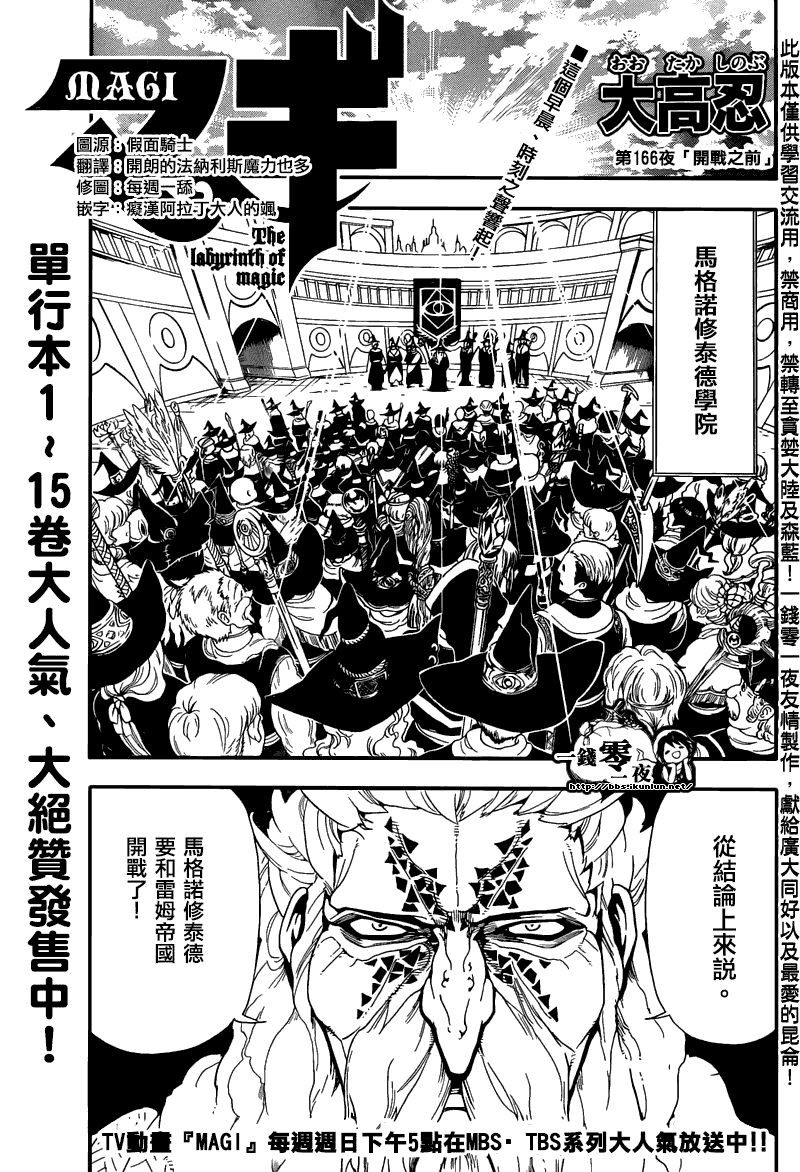 MAGI
マギ
The
labyrinth of
magic
圖源：假面騎士
翻譯：開朗的法納利斯魔力也多
修圖：每週一舔
嵌字：癡漢阿拉丁大人的颯
■這個早晨、時刻之聲響起！
おおたかしのぶ
大高忍
第166夜「開戰之前」
此版本僅供學習交流用，禁商用，禁轉至貪婪大陸及森藍！一錢零一夜友情製作，獻給廣大同好以及最愛的昆侖！
單行本1~15卷大人氣、大絕贊發售中！
馬格諾修泰德學院
一錢零一夜
http://bbs.ikunlun.net/
從結論上來說。
馬格諾修泰德
要和雷姆帝國
開戰了！
TV動畫『MAGI』每週週日下午5點在MBS・TBS系列大人氣放送中!!